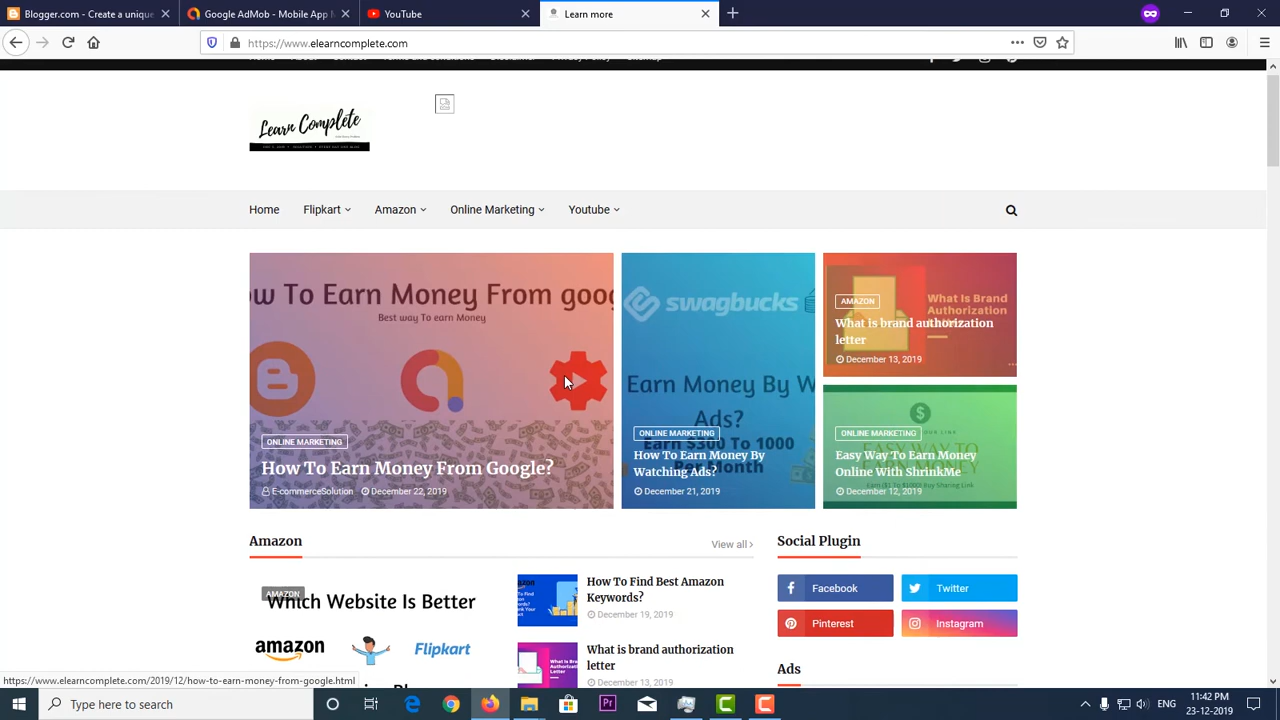 Blogger.com - Create a unique
Google AdMob - Mobile App M
YouTube
Learn more
https://www.elearncomplete.com
Learn Complete
Home
Flipkart
Amazon
Online Marketing
Youtube
ow To Earn Money From goog
Best way To earn Money
ONLINE MARKETING
How To Earn Money From Google?
E-commerceSolution December 22, 2019
swagbucks
Earn Money By W
Ads?
Earn $300 To 1000
Per Month
ONLINE MARKETING
How To Earn Money By
Watching Ads?
December 21, 2019
What Is Brand
Authorization
Letter
AMAZON
What is brand authorization
letter
December 13, 2019
ONLINE MARKETING
Easy Way To Earn Money
Online With ShrinkMe
December 12, 2019
Amazon
View all
AMAZON
Which Website Is Better
amazon
Flipkart
How To Find Best Amazon
Keywords?
December 19, 2019
What is brand authorization
letter
December 13, 2019
Social Plugin
Facebook
Twitter
Pinterest
Instagram
Ads
https://www.elearncomplete.com/2019/12/how-to-earn-money-from-google.html
Type here to search
ENG
11:42 PM
23-12-2019